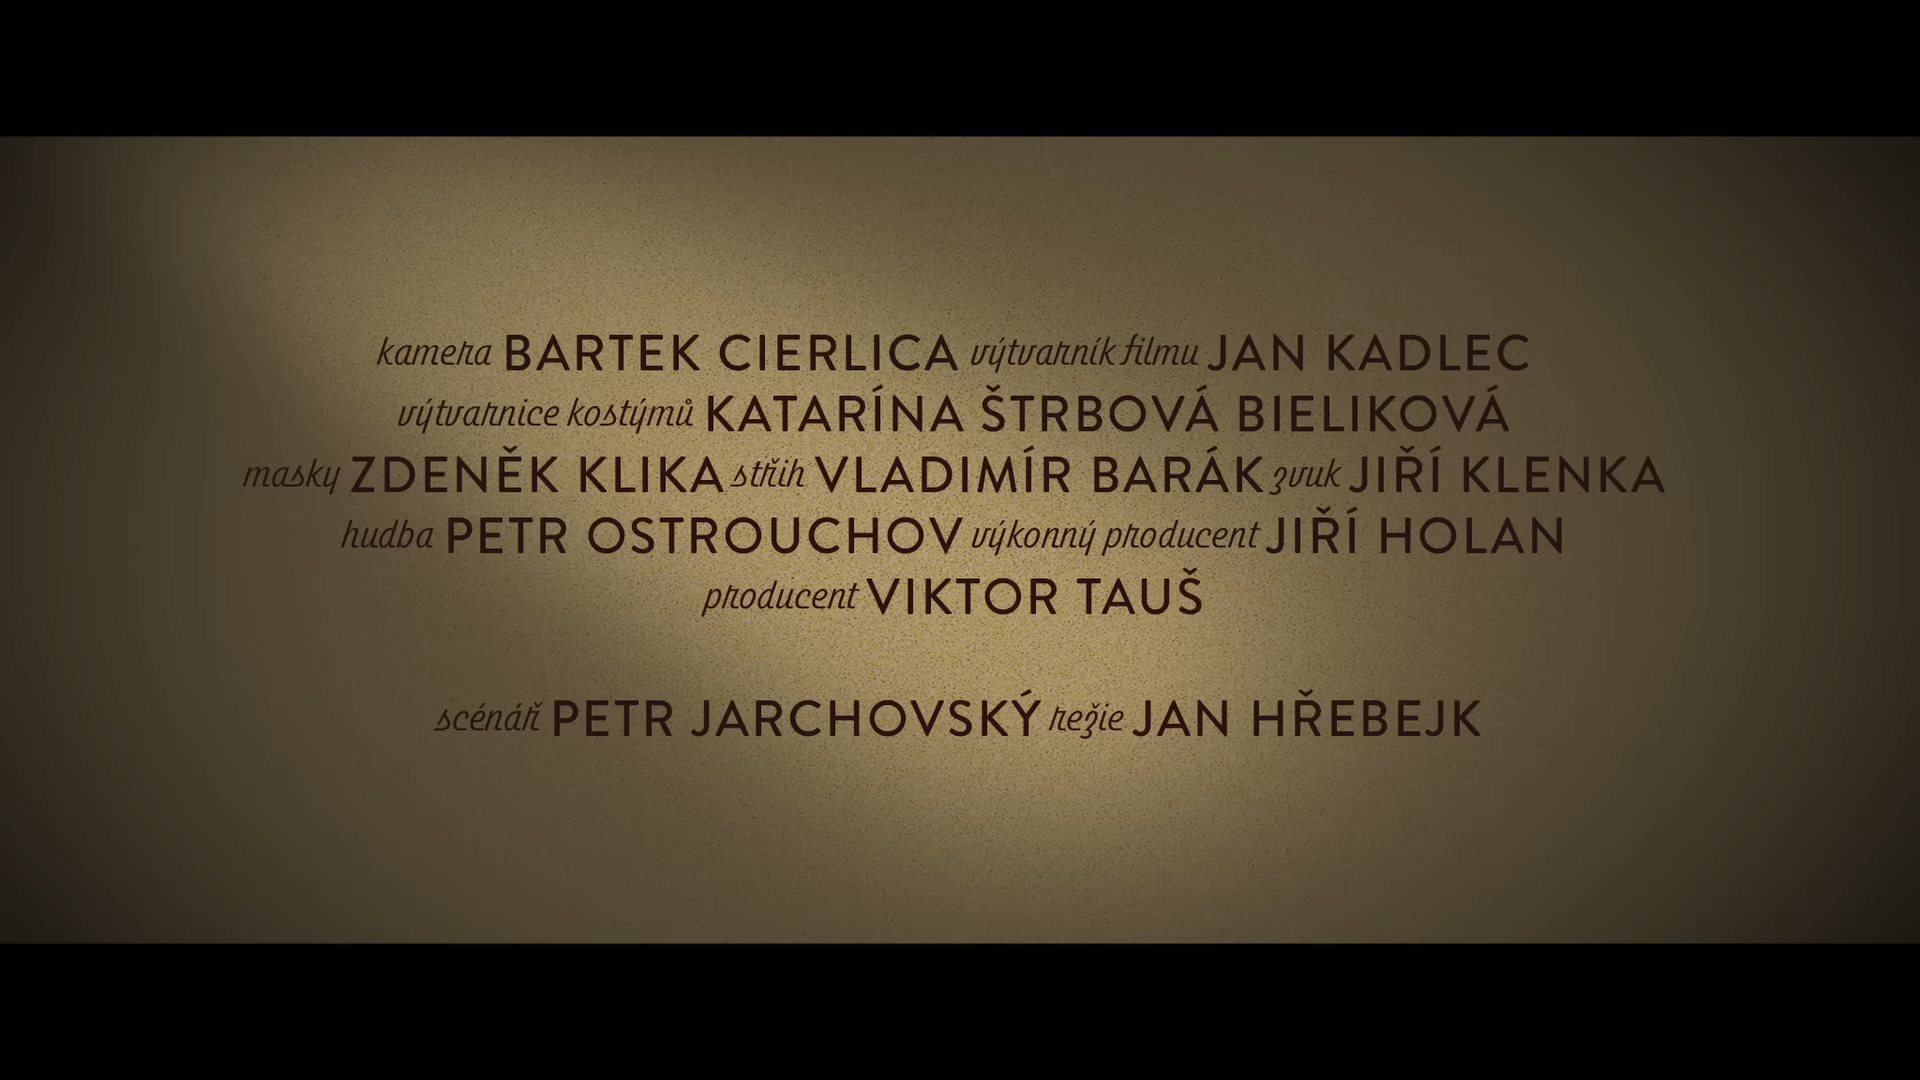 kamera BARTEK CIERLICA výtvarník filmu JAN KADLEC
výtvarnice kostýmů KATARÍNA ŠTRBOVÁ BIELIKOVÁ
masky ZDENĚK KLIKA střih VLADIMÍR BARÁK zvuk JIŘÍ KLENKA
hudba PETR OSTROUCHOV výkonný producent JIŘÍ HOLAN
producent VIKTOR TAUŠ
scénář PETR JARCHOVSKÝ režie JAN HŘEBEJK